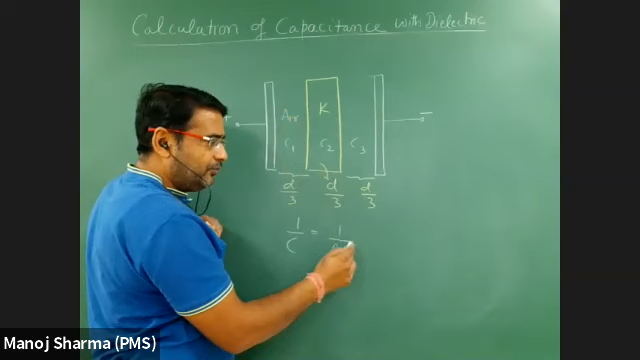 Calculation of Capacitance with Dielectric
+ Air K −
C1 C2 C3
d/3 d/3 d/3
1/C = 1/
Manoj Sharma (PMS)